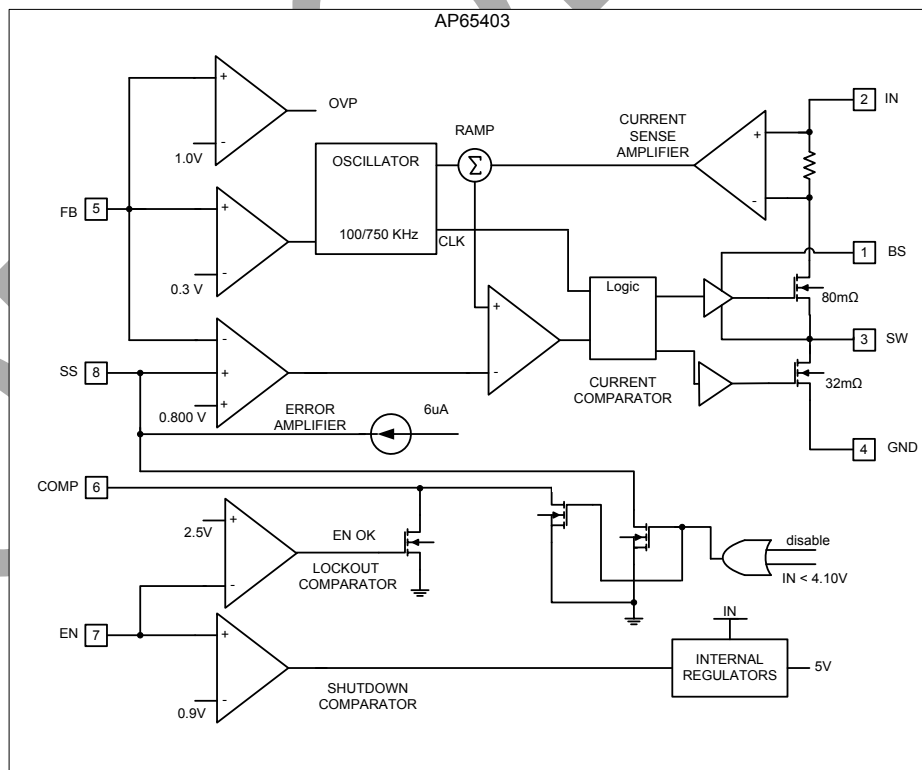 AP65403
+
OVP
-
1.0V
2
IN
CURRENT
SENSE
AMPLIFIER
+
-
RAMP
Σ
OSCILLATOR
100/750 KHz
CLK
FB
5
+
0.3 V
-
1
BS
80mΩ
Logic
+
-
3
SW
32mΩ
CURRENT
COMPARATOR
SS
8
-
+
0.800 V
+
ERROR
AMPLIFIER
6uA
4
GND
COMP
6
2.5V
+
-
EN OK
LOCKOUT
COMPARATOR
disable
IN < 4.10V
EN
7
+
0.9V
-
SHUTDOWN
COMPARATOR
IN
INTERNAL
REGULATORS
5V